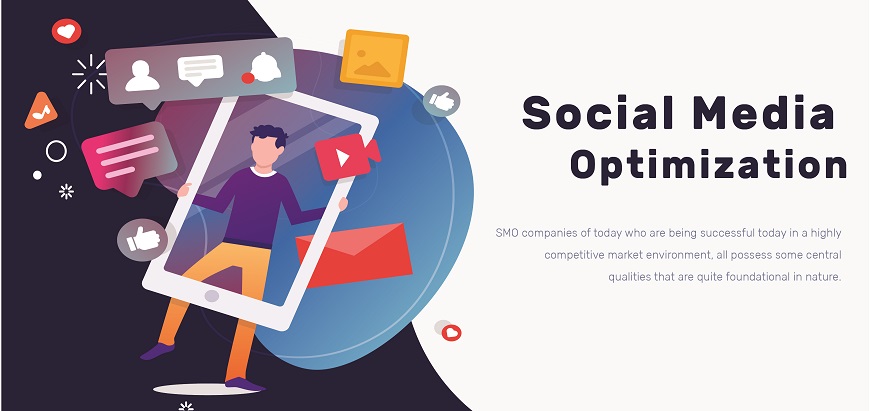 Social Media
Optimization
SMO companies of today who are being successful today in a highly
competitive market environment, all possess some central
qualities that are quite foundational in nature.